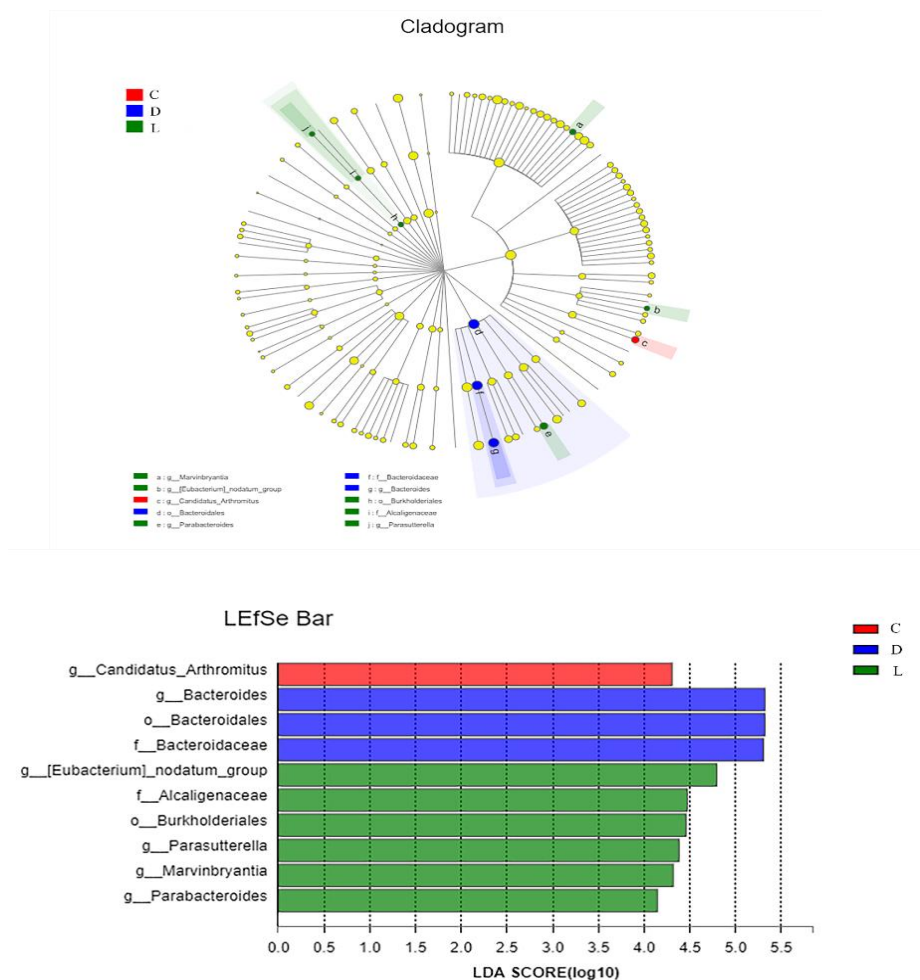 Cladogram
C
D
L
a
b
c
d
e
f
g
h
i
j
a : g__Marvinbryantia
b : g__[Eubacterium]_nodatum_group
c : g__Candidatus_Arthromitus
d : o__Bacteroidales
e : g__Parabacteroides
f : f__Bacteroidaceae
g : g__Bacteroides
h : o__Burkholderiales
i : f__Alcaligenaceae
j : g__Parasutterella
LEfSe Bar
C
D
L
g__Candidatus_Arthromitus
g__Bacteroides
o__Bacteroidales
f__Bacteroidaceae
g__[Eubacterium]_nodatum_group
f__Alcaligenaceae
o__Burkholderiales
g__Parasutterella
g__Marvinbryantia
g__Parabacteroides
0.0 0.5 1.0 1.5 2.0 2.5 3.0 3.5 4.0 4.5 5.0 5.5
LDA SCORE(log10)